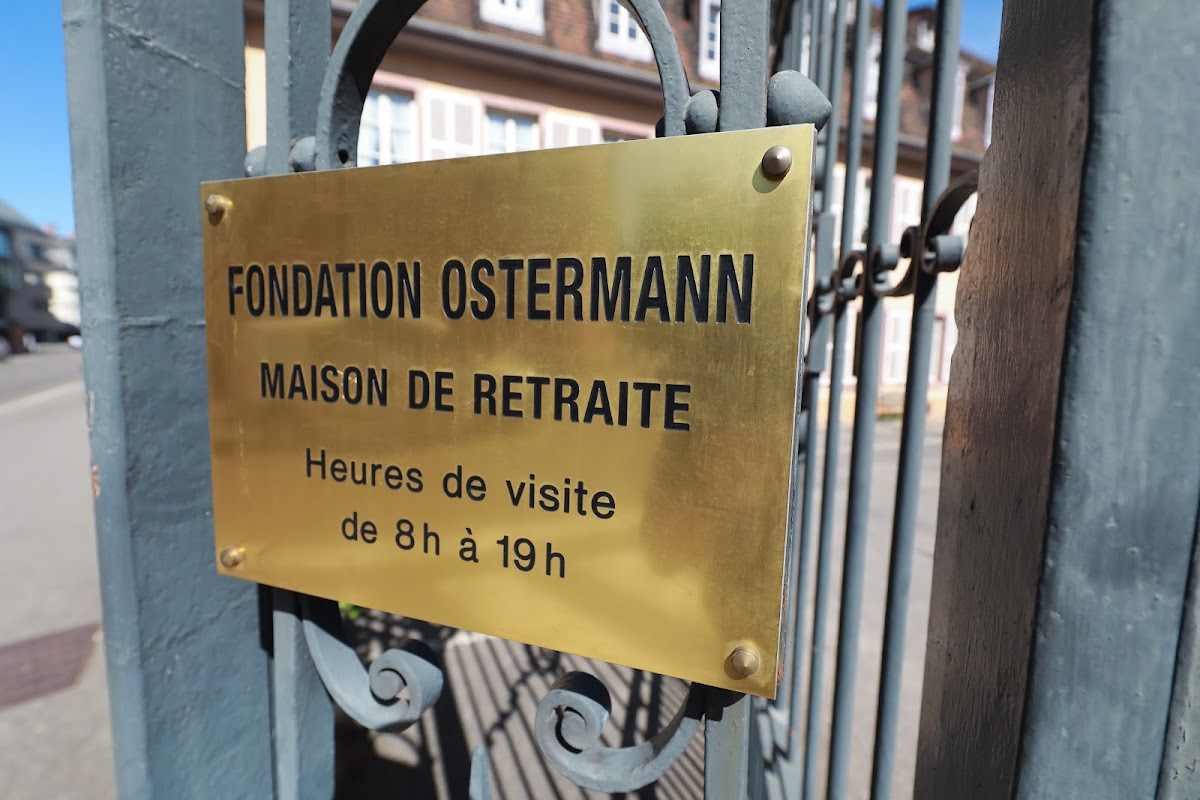 FONDATION OSTERMANN
MAISON DE RETRAITE
Heures de visite
de 8h à 19h